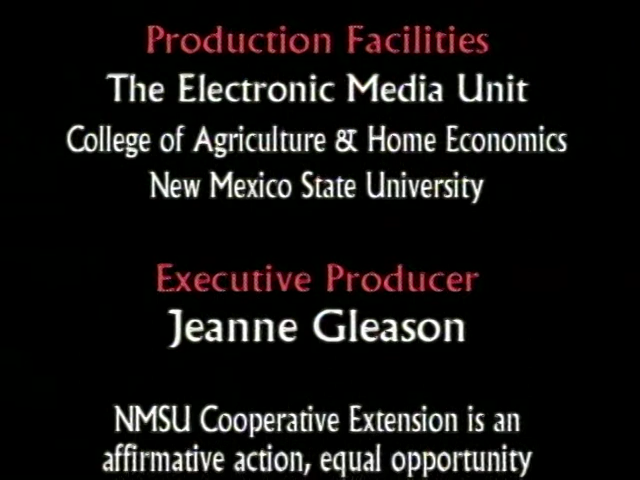 Production Facilities
The Electronic Media Unit
College of Agriculture & Home Economics
New Mexico State University
Executive Producer
Jeanne Gleason
NMSU Cooperative Extension is an
affirmative action, equal opportunity